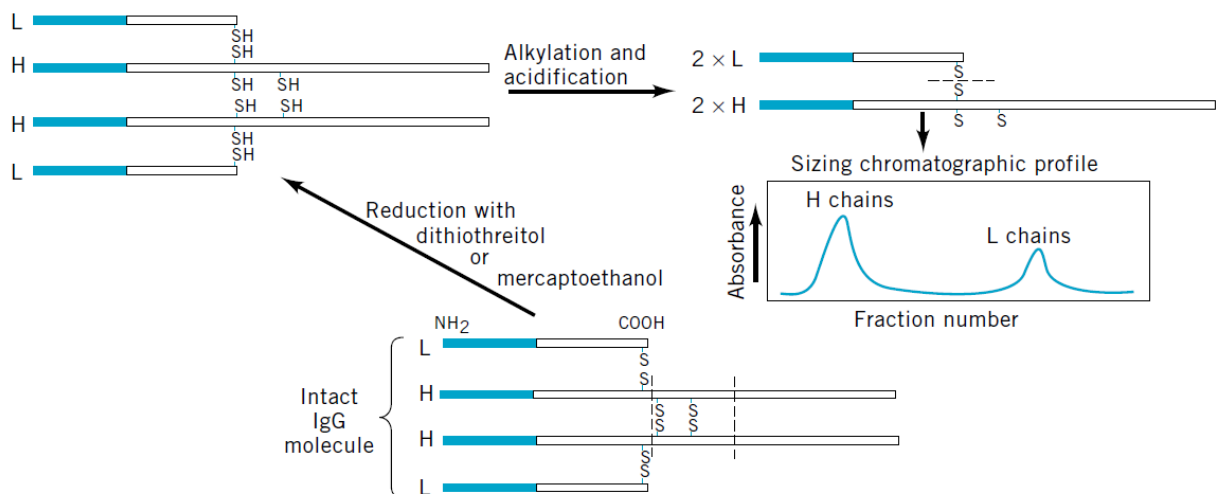 L
SH
SH
H
SH SH
SH SH
H
SH
SH
L
Alkylation and
acidification
2 × L
S
S
2 × H
S S
Sizing chromatographic profile
H chains
L chains
Absorbance
Fraction number
Reduction with
dithiothreitol
or
mercaptoethanol
NH2 COOH
L
S
S
H
S S
S S
H
S
S
L
Intact
IgG
molecule